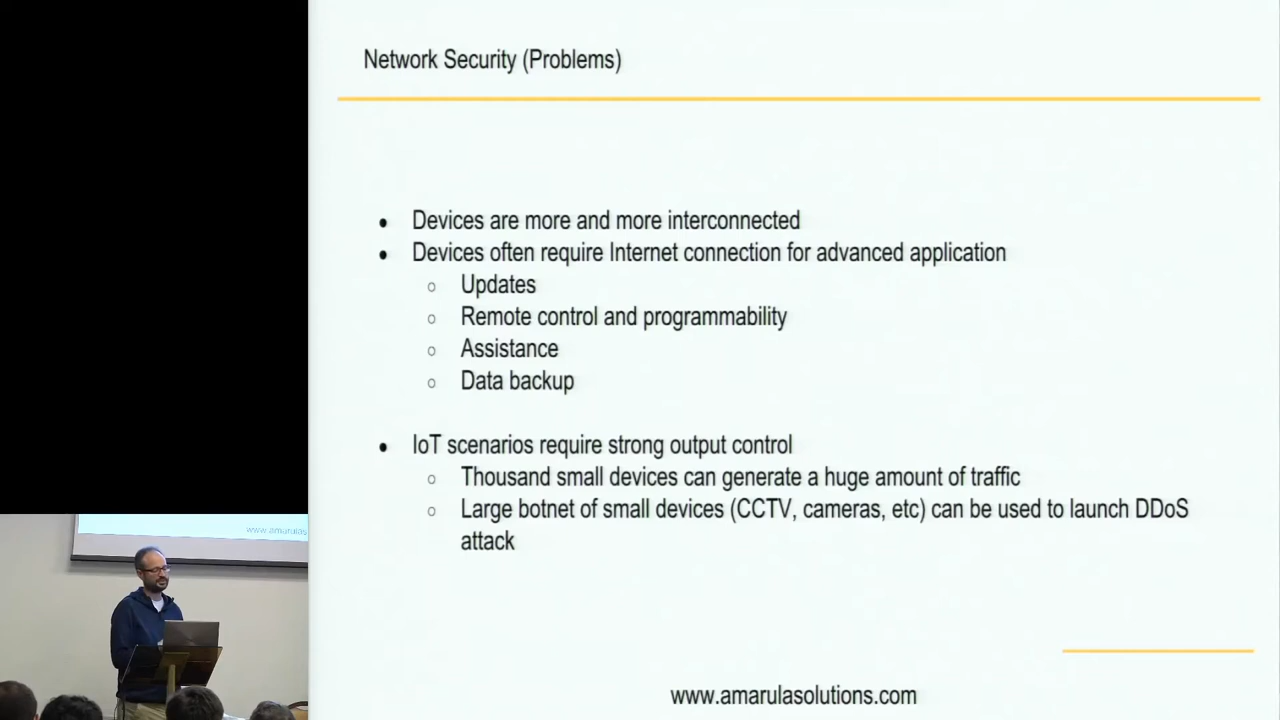 Network Security (Problems)
• Devices are more and more interconnected
• Devices often require Internet connection for advanced application
○ Updates
○ Remote control and programmability
○ Assistance
○ Data backup
• IoT scenarios require strong output control
○ Thousand small devices can generate a huge amount of traffic
○ Large botnet of small devices (CCTV, cameras, etc) can be used to launch DDoS
attack
www.amarulasolutions.com
www.amarulas